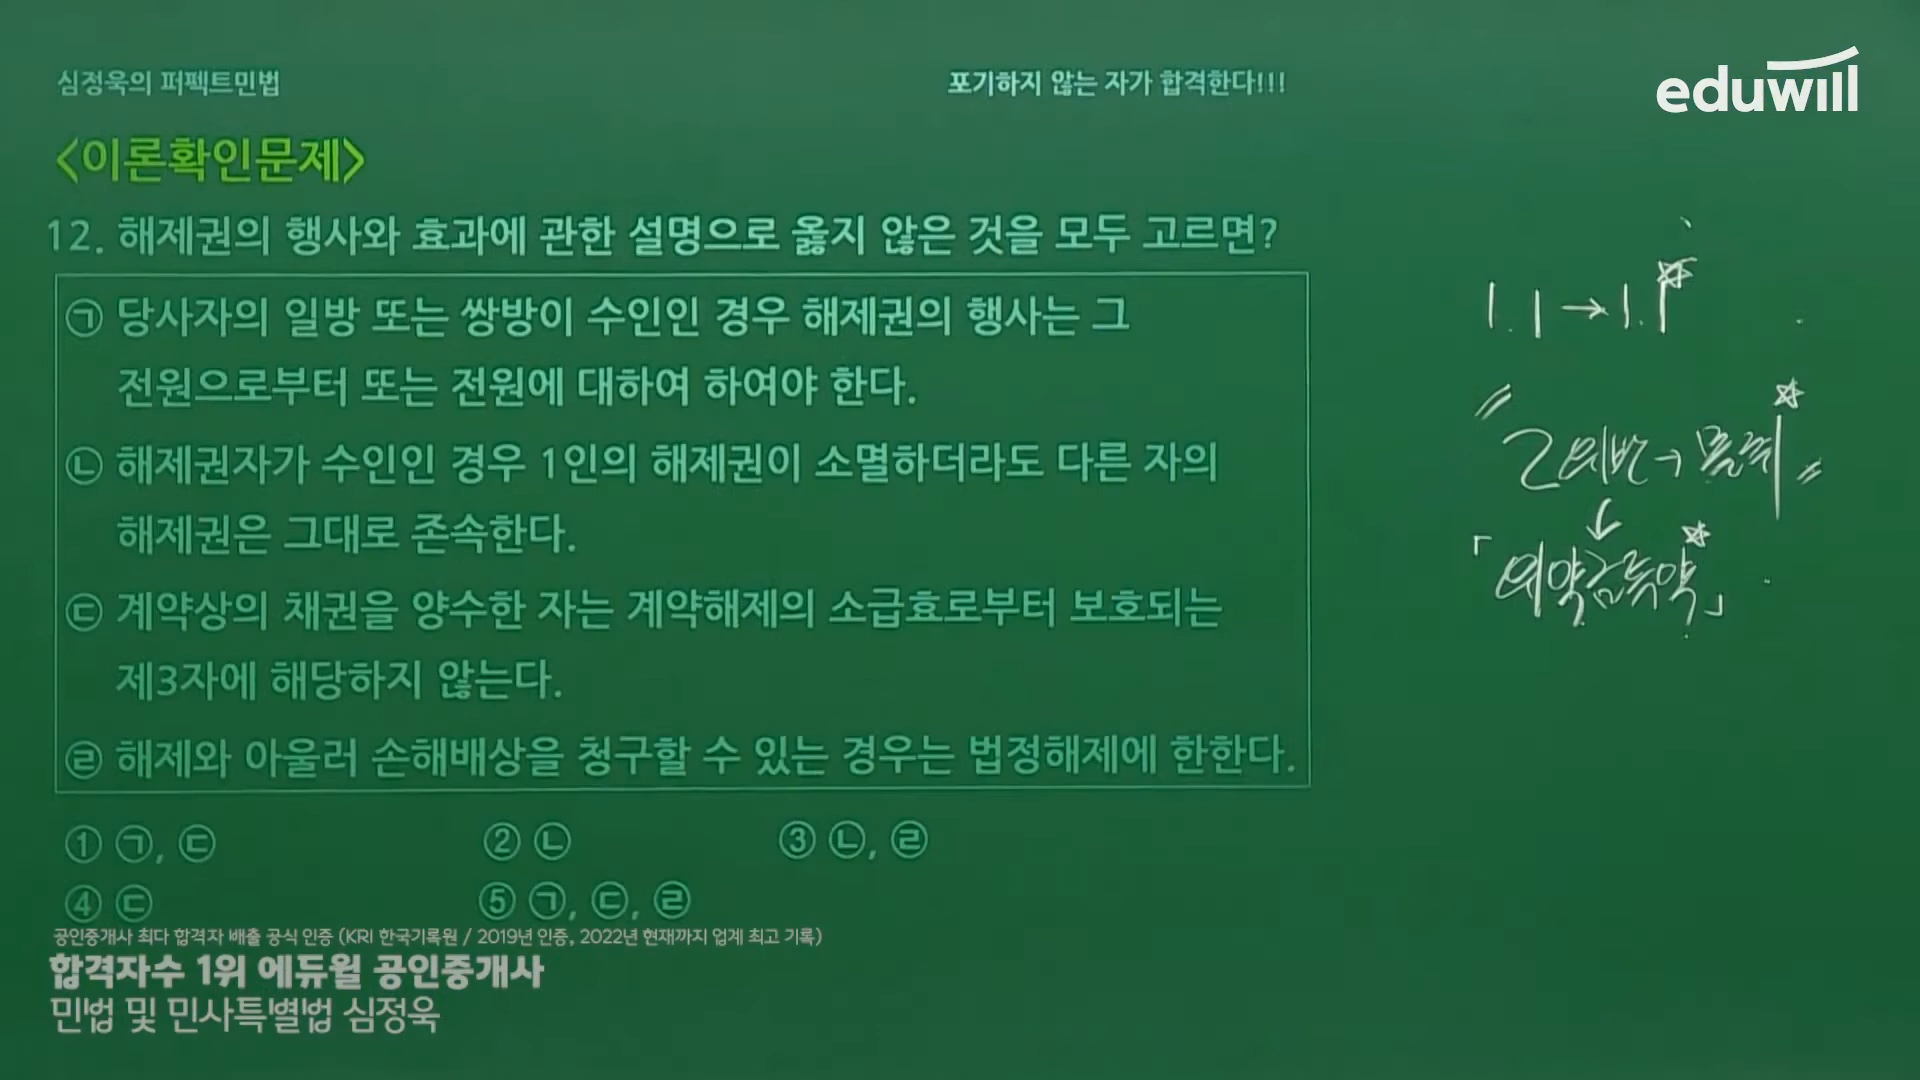 심정욱의 퍼펙트민법
포기하지 않는 자가 합격한다!!!
eduwill
<이론확인문제>
12. 해제권의 행사와 효과에 관한 설명으로 옳지 않은 것을 모두 고르면?
㉠ 당사자의 일방 또는 쌍방이 수인인 경우 해제권의 행사는 그
전원으로부터 또는 전원에 대하여 하여야 한다.
㉡ 해제권자가 수인인 경우 1인의 해제권이 소멸하더라도 다른 자의
해제권은 그대로 존속한다.
㉢ 계약상의 채권을 양수한 자는 계약해제의 소급효로부터 보호되는
제3자에 해당하지 않는다.
㉣ 해제와 아울러 손해배상을 청구할 수 있는 경우는 법정해제에 한한다.
① ㉠, ㉢
② ㉡
③ ㉡, ㉣
④ ㉢
⑤ ㉠, ㉢, ㉣
1.1→1.1
공인중개사 최다 합격자 배출 공식 인증 (KRI 한국기록원 / 2019년 인증, 2022년 현재까지 업계 최고 기록)
합격자수 1위 에듀윌 공인중개사
민법 및 민사특별법 심정욱